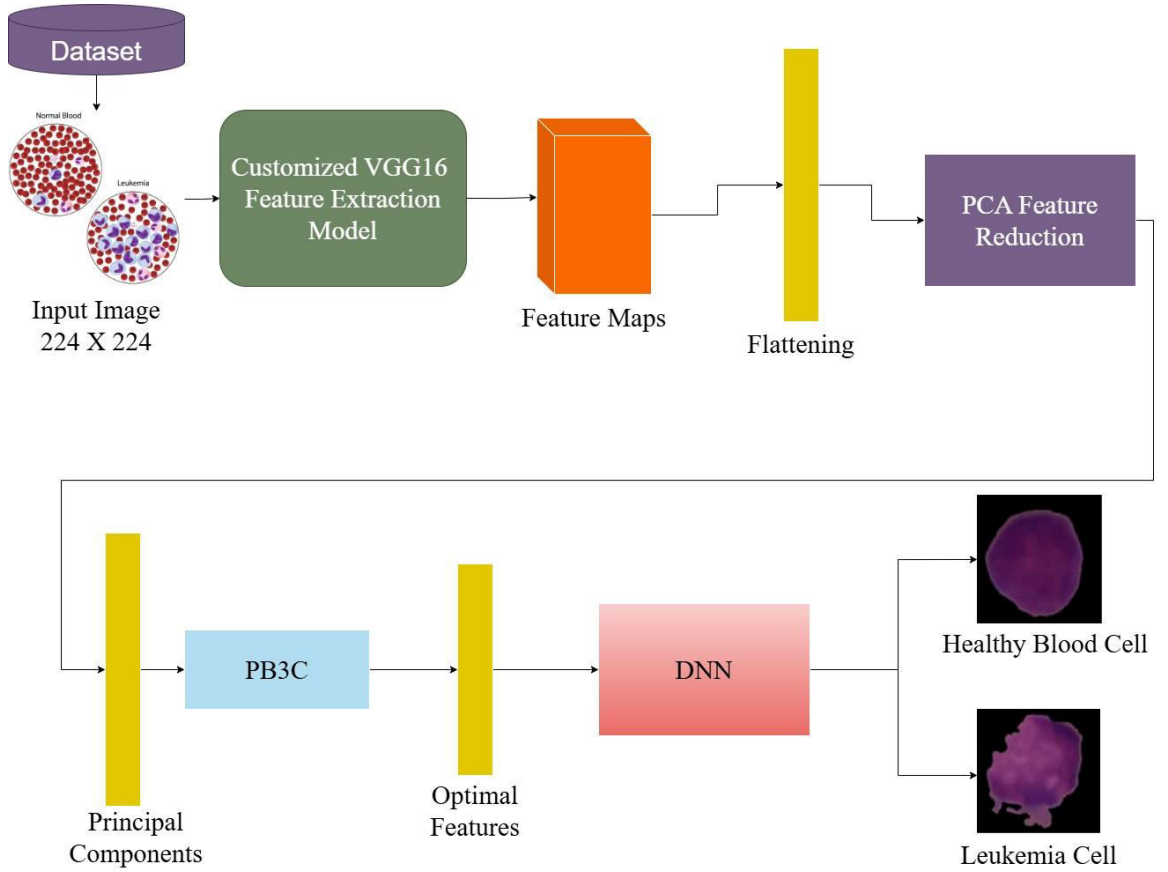 Dataset
Normal Blood
Leukemia
Input Image
224 X 224
Customized VGG16
Feature Extraction
Model
Feature Maps
Flattening
PCA Feature
Reduction
Principal
Components
PB3C
Optimal
Features
DNN
Healthy Blood Cell
Leukemia Cell